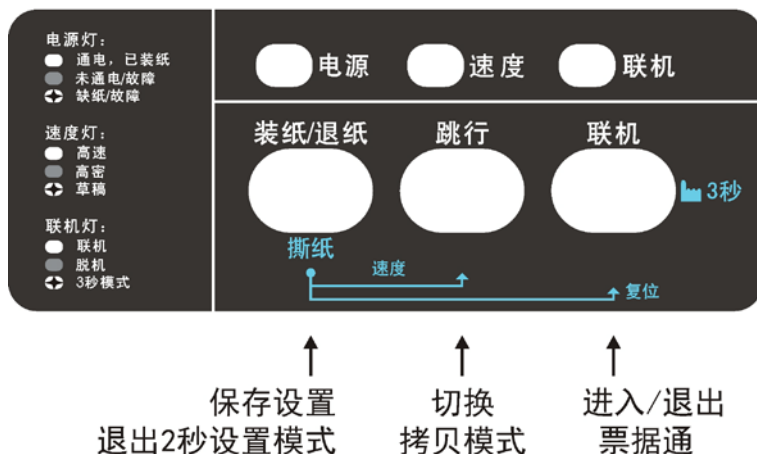 电源灯：
通电，已装纸
未通电/故障
缺纸/故障
速度灯：
高速
高密
草稿
联机灯：
联机
脱机
3秒模式
电源
速度
联机
装纸/退纸
跳行
联机
3秒
撕纸
速度
复位
保存设置
退出2秒设置模式
切换
拷贝模式
进入/退出
票据通